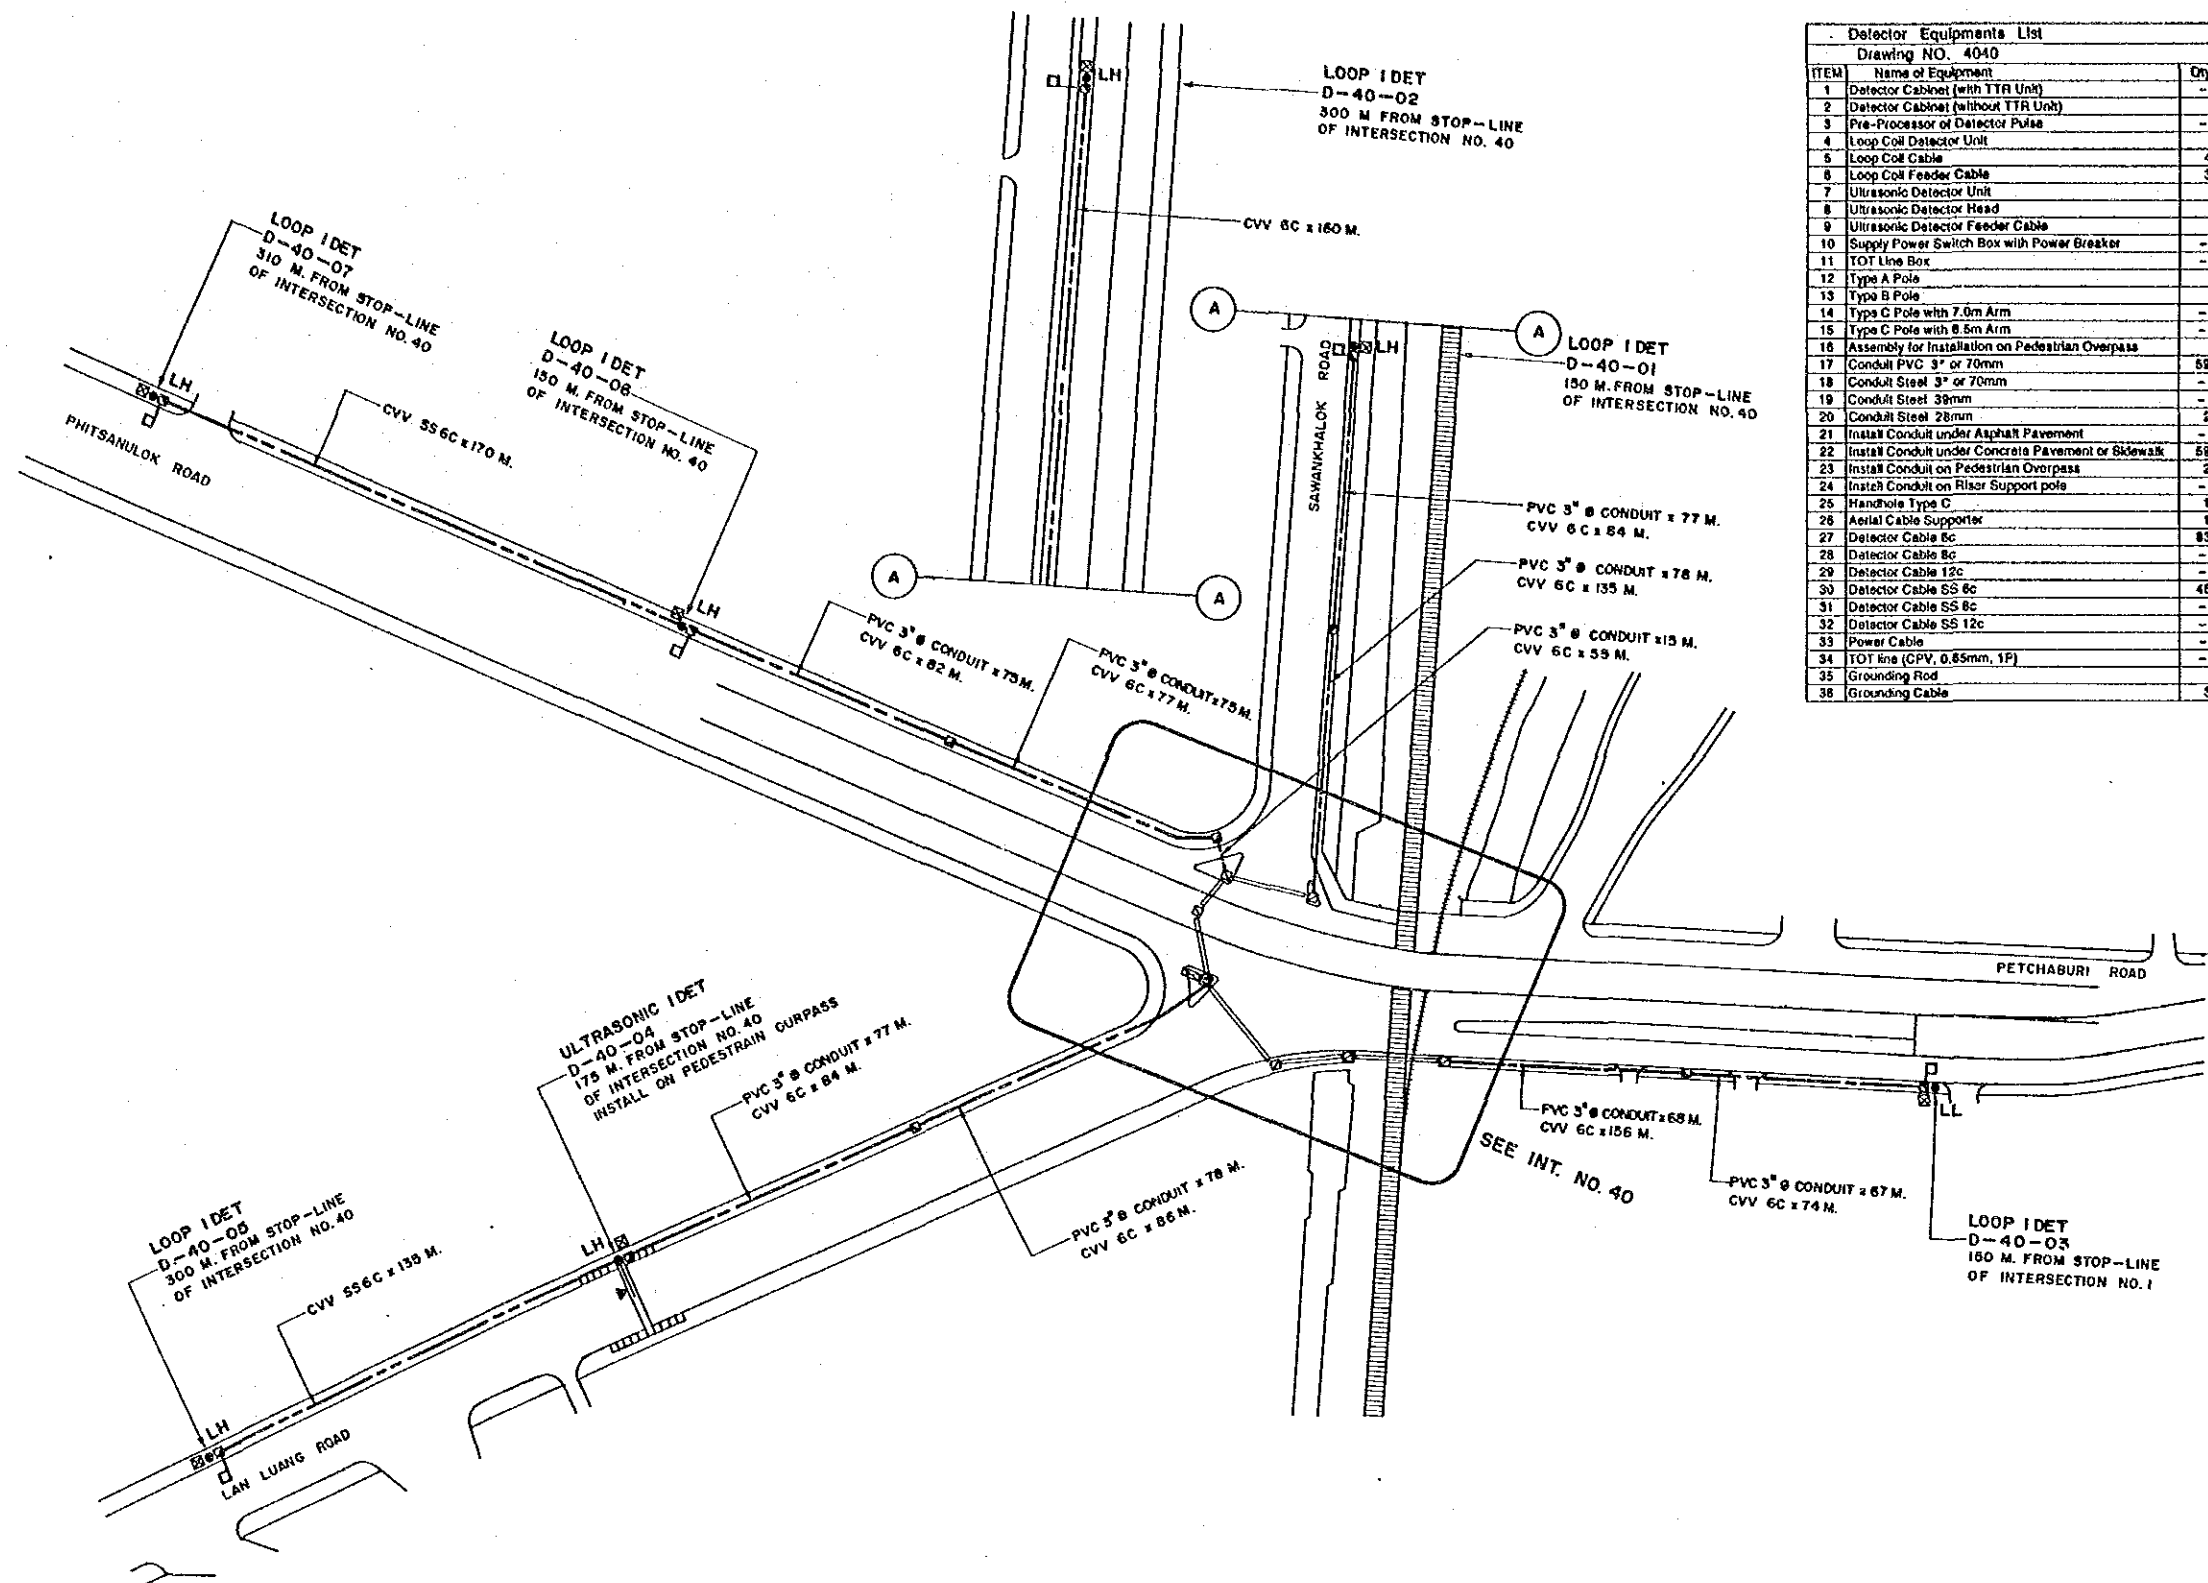 Detector Equipments List
Drawing NO. 4040
ITEM Name of Equipment
1 Detector Cabinet (with TTR Unit) -
2 Detector Cabinet (without TTR Unit)
3 Pre-Processor of Detector Pulse -
4 Loop Coil Detector Unit
5 Loop Coil Cable
6 Loop Coil Feeder Cable
7 Ultrasonic Detector Unit
8 Ultrasonic Detector Head
9 Ultrasonic Detector Feeder Cable
10 Supply Power Switch Box with Power Breaker -
11 TOT Line Box -
12 Type A Pole
13 Type B Pole
14 Type C Pole with 7.0m Arm -
15 Type C Pole with 8.5m Arm -
16 Assembly for Installation on Pedestrian Overpass
17 Conduit PVC 3" or 70mm
18 Conduit Steel 3" or 70mm -
19 Conduit Steel 39mm -
20 Conduit Steel 28mm
21 Install Conduit under Asphalt Pavement -
22 Install Conduit under Concrete Pavement or Sidewalk
23 Install Conduit on Pedestrian Overpass
24 Install Conduit on Riser Support pole -
25 Handhole Type C
26 Aerial Cable Supporter
27 Detector Cable 6c
28 Detector Cable 8c -
29 Detector Cable 12c -
30 Detector Cable SS 6c
31 Detector Cable SS 8c -
32 Detector Cable SS 12c -
33 Power Cable -
34 TOT line (CPV, 0.65mm, 1P) -
35 Grounding Rod
36 Grounding Cable
LH
LOOP 1 DET
D-40-02
300 M FROM STOP-LINE
OF INTERSECTION NO. 40
CVV 6C x 160 M.
LOOP 1 DET
D-40-07
310 M. FROM STOP-LINE
OF INTERSECTION NO. 40
LH
PHITSANULOK ROAD
CVV SS6C x 170 M.
LOOP 1 DET
D-40-06
150 M. FROM STOP-LINE
OF INTERSECTION NO. 40
LH
A
A
LH
SAWANKHALOK ROAD
LOOP 1 DET
D-40-01
150 M. FROM STOP-LINE
OF INTERSECTION NO. 40
PVC 3" ø CONDUIT x 77 M.
CVV 6C x 84 M.
PVC 3" ø CONDUIT x 78 M.
CVV 6C x 135 M.
PVC 3" ø CONDUIT x 15 M.
CVV 6C x 59 M.
A
A
PVC 3" ø CONDUIT x 75 M.
CVV 6C x 82 M.
PVC 3" ø CONDUIT x 75 M.
CVV 6C x 77 M.
PETCHABURI ROAD
ULTRASONIC 1 DET
D-40-04
175 M. FROM STOP-LINE
OF INTERSECTION NO. 40
INSTALL ON PEDESTRAIN OURPASS
PVC 3" ø CONDUIT x 77 M.
CVV 6C x 84 M.
PVC 3" ø CONDUIT x 78 M.
CVV 6C x 86 M.
LH
PVC 3" ø CONDUIT x 68 M.
CVV 6C x 156 M.
SEE INT. NO. 40
PVC 3" ø CONDUIT x 67 M.
CVV 6C x 74 M.
LL
LOOP 1 DET
D-40-03
160 M. FROM STOP-LINE
OF INTERSECTION NO. 1
LOOP 1 DET
D-40-05
300 M. FROM STOP-LINE
OF INTERSECTION NO. 40
CVV SS6C x 135 M.
LH
LAN LUANG ROAD